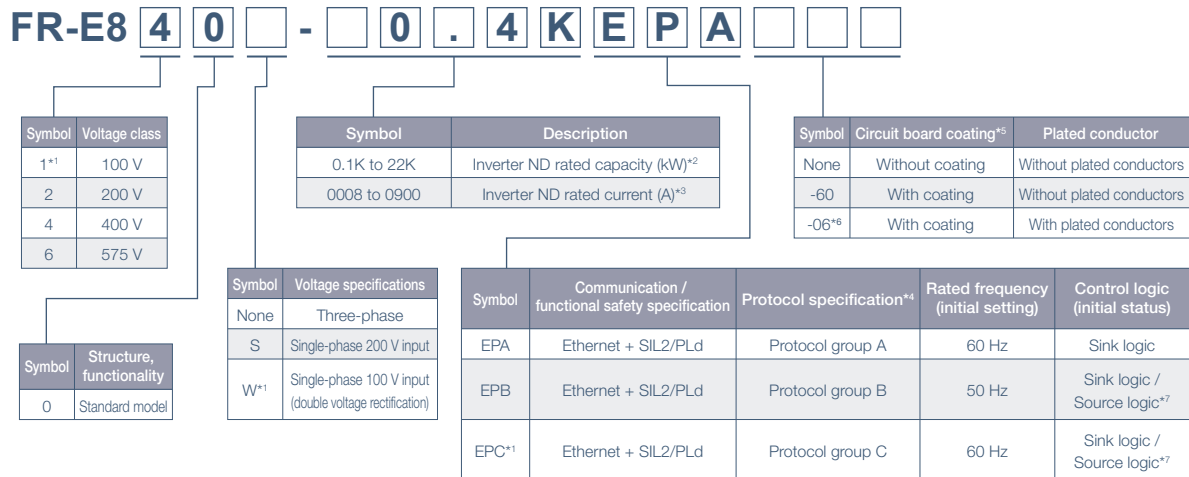 FR-E8 4 0 - 0 . 4 K E P A
Symbol Voltage class
1*1 100 V
2 200 V
4 400 V
6 575 V
Symbol Description
0.1K to 22K Inverter ND rated capacity (kW)*2
0008 to 0900 Inverter ND rated current (A)*3
Symbol Circuit board coating*5 Plated conductor
None Without coating Without plated conductors
-60 With coating Without plated conductors
-06*6 With coating With plated conductors
Symbol Structure, functionality
0 Standard model
Symbol Voltage specifications
None Three-phase
S Single-phase 200 V input
W*1 Single-phase 100 V input
(double voltage rectification)
Symbol Communication / functional safety specification Protocol specification*4 Rated frequency (initial setting) Control logic (initial status)
EPA Ethernet + SIL2/PLd Protocol group A 60 Hz Sink logic
EPB Ethernet + SIL2/PLd Protocol group B 50 Hz Sink logic / Source logic*7
EPC*1 Ethernet + SIL2/PLd Protocol group C 60 Hz Sink logic / Source logic*7